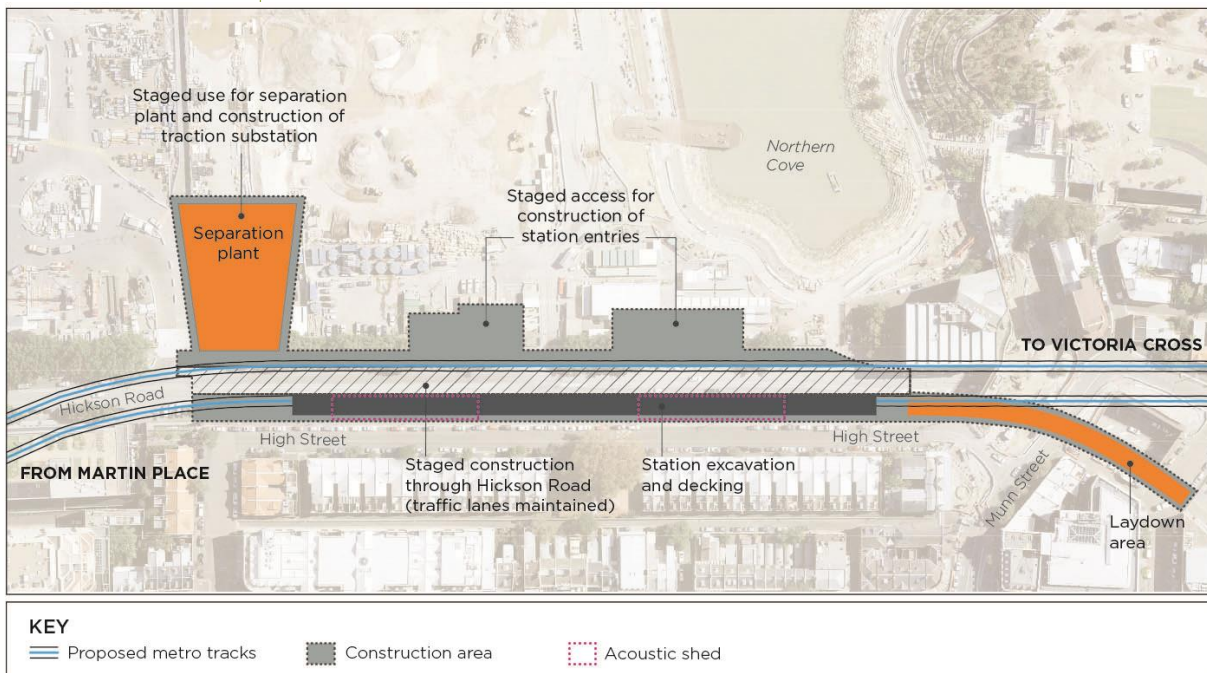 Staged use for separation
plant and construction of
traction substation
Separation
plant
Staged access for
construction of
station entries
Northern
Cove
TO VICTORIA CROSS
Hickson Road
High Street
High Street
FROM MARTIN PLACE
Staged construction
through Hickson Road
(traffic lanes maintained)
Station excavation
and decking
Munn Street
Laydown
area
KEY
Proposed metro tracks
Construction area
Acoustic shed